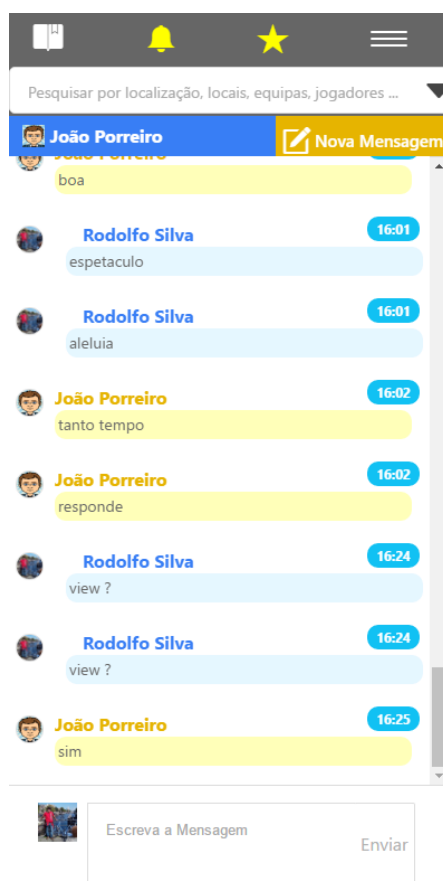 Pesquisar por localização, locais, equipas, jogadores ...
João Porreiro
Nova Mensagem
João Porreiro
boa
Rodolfo Silva
16:01
espetaculo
Rodolfo Silva
16:01
aleluia
João Porreiro
16:02
tanto tempo
João Porreiro
16:02
responde
Rodolfo Silva
16:24
view ?
Rodolfo Silva
16:24
view ?
João Porreiro
16:25
sim
Escreva a Mensagem
Enviar